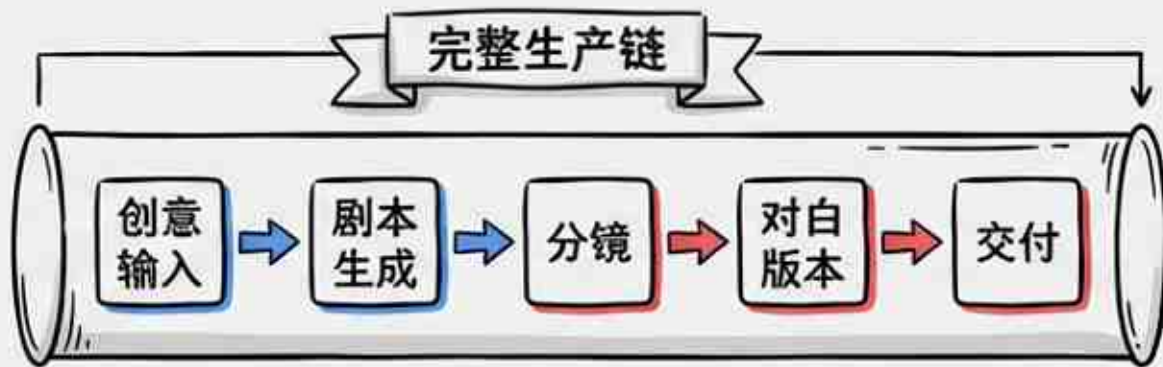 完整生产链
创意
输入
剧本
生成
分镜
对白
版本
交付